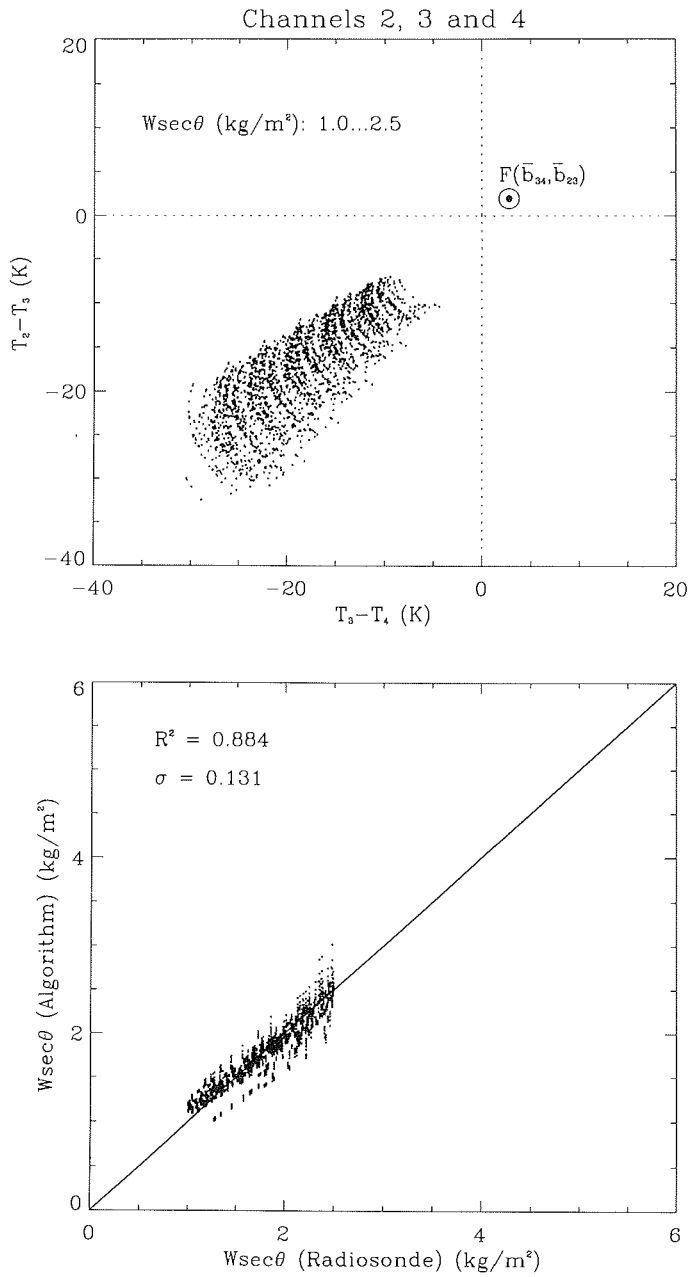 Channels 2, 3 and 4
20
Wsecθ (kg/m²): 1.0...2.5
F(b̅₃₄,b̅₂₃)
0
T₂−T₃ (K)
−20
−40
−40 −20 0 20
T₃−T₄ (K)
6
R² = 0.884
σ = 0.131
4
Wsecθ (Algorithm) (kg/m²)
2
0
0 2 4 6
Wsecθ (Radiosonde) (kg/m²)